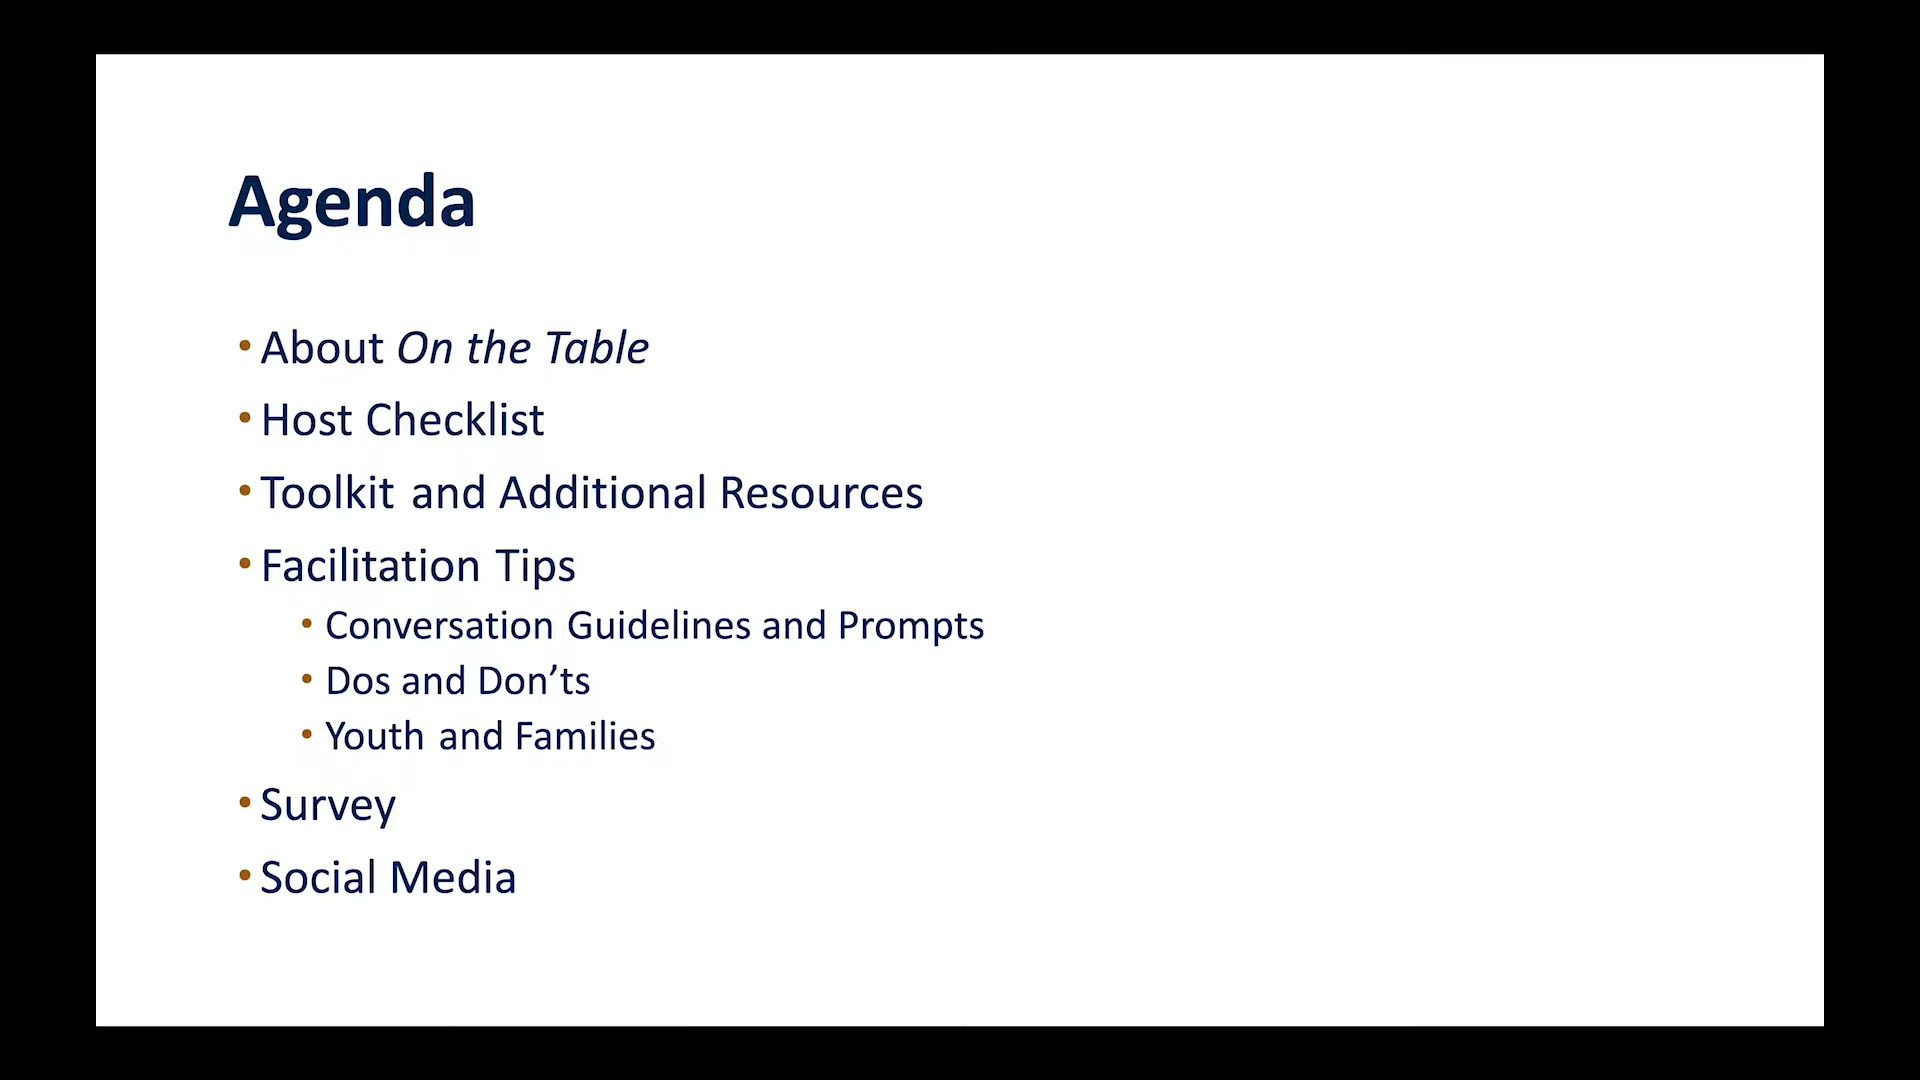 Agenda
• About On the Table
• Host Checklist
• Toolkit and Additional Resources
• Facilitation Tips
• Conversation Guidelines and Prompts
• Dos and Don’ts
• Youth and Families
• Survey
• Social Media